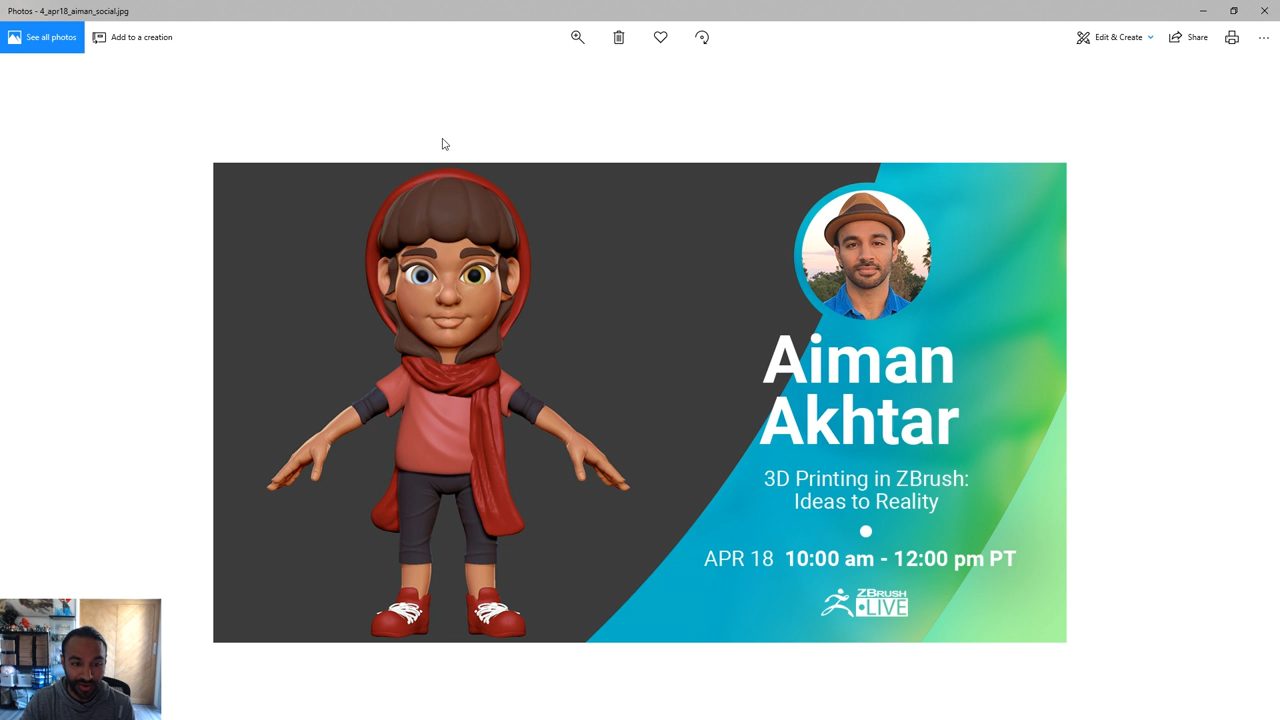 Photos - 4_apr18_aiman_social.jpg
See all photos
Add to a creation
Edit & Create
Share
Aiman
Akhtar
3D Printing in ZBrush:
Ideas to Reality
APR 18 10:00 am - 12:00 pm PT
ZBRUSH
LIVE